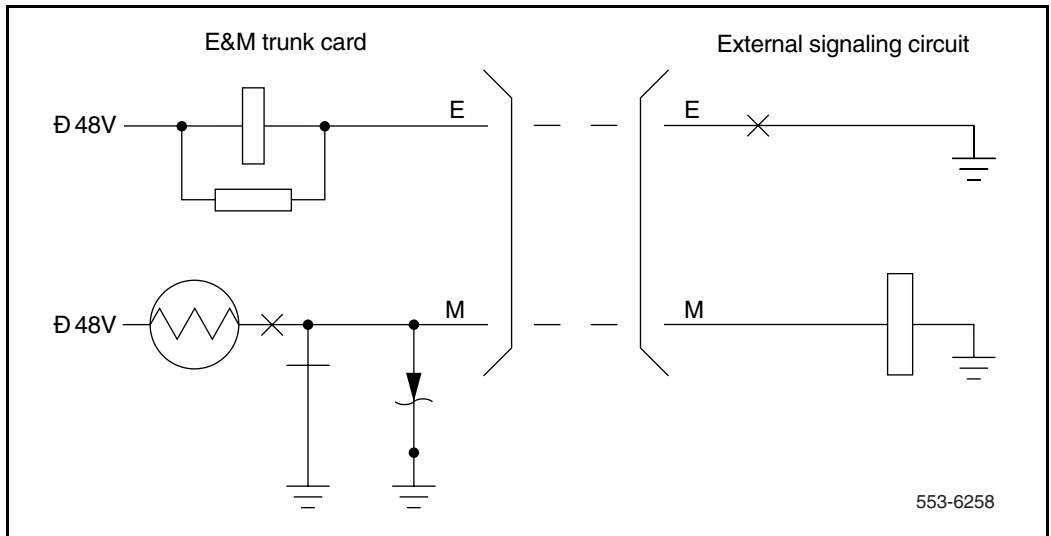 E&M trunk card
External signaling circuit
Ð 48V
E
E
Ð 48V
M
M
553-6258